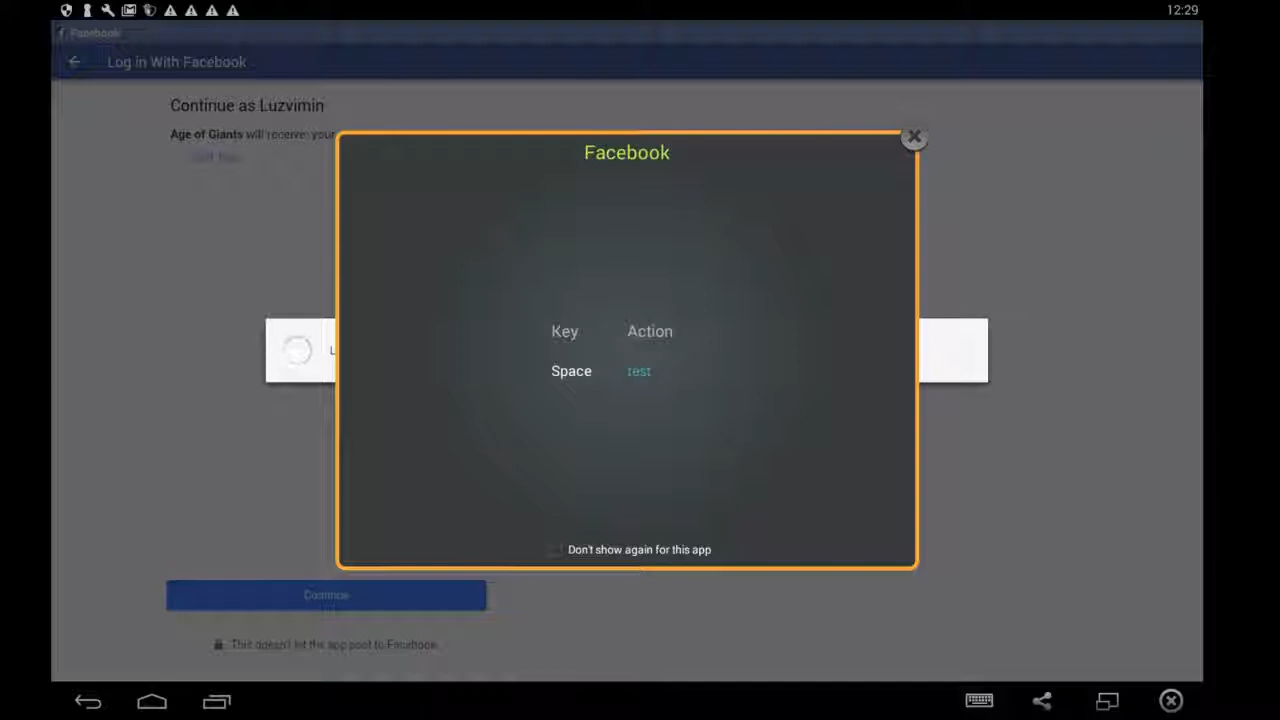 12:29
Facebook
Log in With Facebook
Continue as Luzvimin
Age of Giants will receive your
Facebook
Key Action
L
Space test
Don't show again for this app
Continue
This doesn't let the app post to Facebook